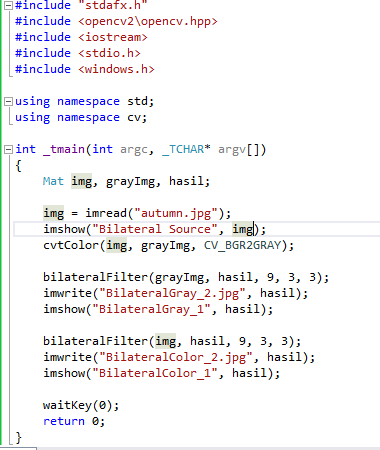 #include "stdafx.h"
#include <opencv2\opencv.hpp>
#include <iostream>
#include <stdio.h>
#include <windows.h>
using namespace std;
using namespace cv;
int _tmain(int argc, _TCHAR* argv[])
{
Mat img, grayImg, hasil;
img = imread("autumn.jpg");
imshow("Bilateral Source", img);
cvtColor(img, grayImg, CV_BGR2GRAY);
bilateralFilter(grayImg, hasil, 9, 3, 3);
imwrite("BilateralGray_2.jpg", hasil);
imshow("BilateralGray_1", hasil);
bilateralFilter(img, hasil, 9, 3, 3);
imwrite("BilateralColor_2.jpg", hasil);
imshow("BilateralColor_1", hasil);
waitKey(0);
return 0;
}